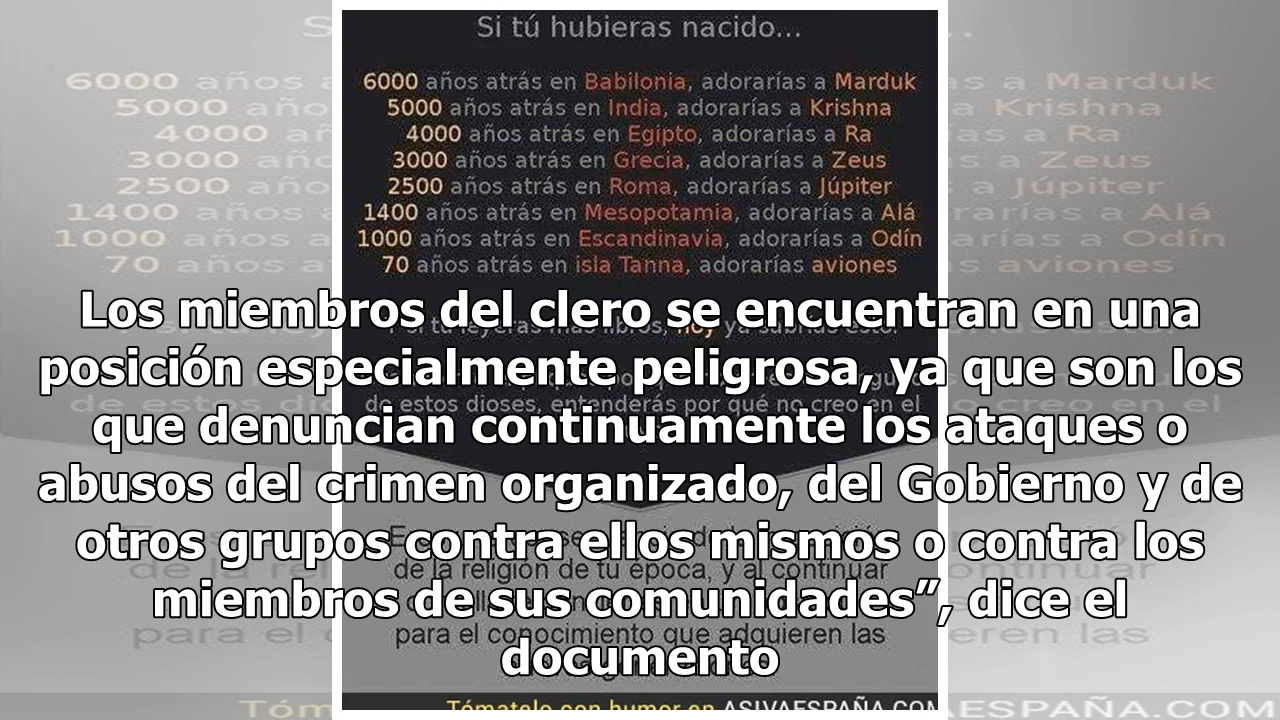 Si tú hubieras nacido...
6000 años atrás en Babilonia, adorarías a Marduk
5000 años atrás en India, adorarías a Krishna
4000 años atrás en Egipto, adorarías a Ra
3000 años atrás en Grecia, adorarías a Zeus
2500 años atrás en Roma, adorarías a Júpiter
1400 años atrás en Mesopotamia, adorarías a Alá
1000 años atrás en Escandinavia, adorarías a Odín
70 años atrás en isla Tanna, adorarías aviones
Los miembros del clero se encuentran en una
posición especialmente peligrosa, ya que son los
de estos dioses, entenderás por qué no creo en el
que denuncian continuamente los ataques o
abusos del crimen organizado, del Gobierno y de
otros grupos contra ellos mismos o contra los
de la religión de tu época, y al continuar
miembros de sus comunidades”, dice el
para el conocimiento que adquieren las
documento
Tómatelo con humor en ASIVAESPAÑA.COM